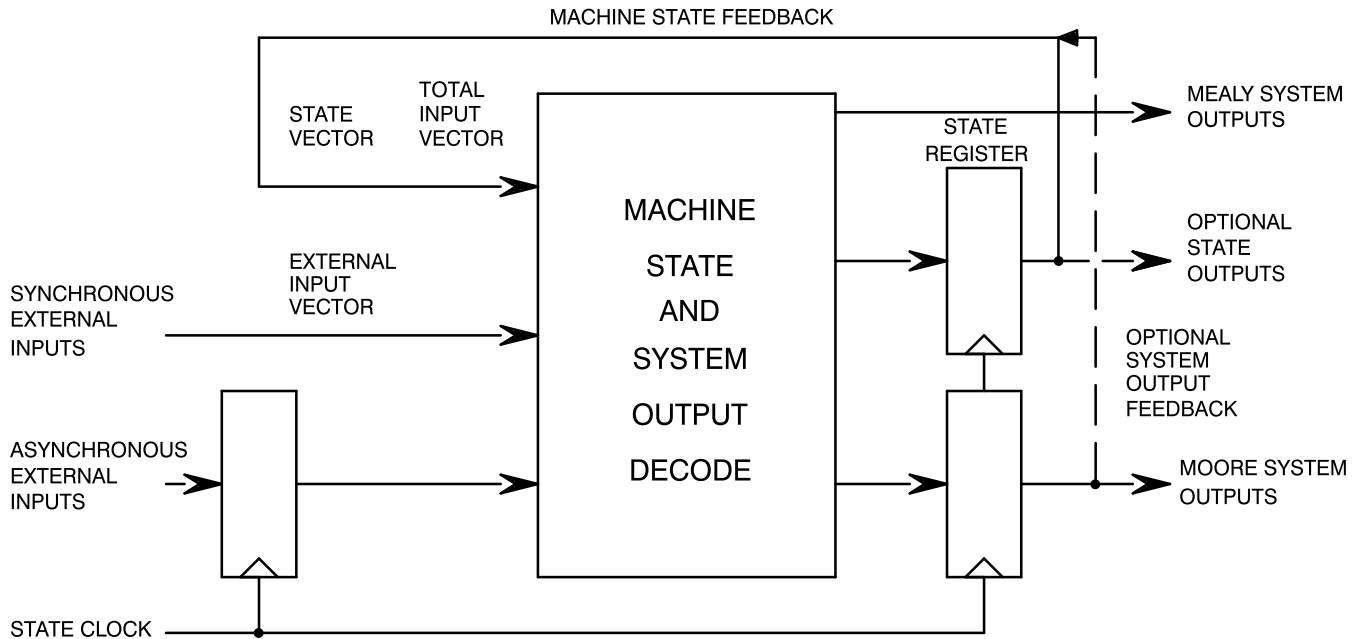 MACHINE STATE FEEDBACK
STATE
VECTOR
TOTAL
INPUT
VECTOR
MEALY SYSTEM
OUTPUTS
STATE
REGISTER
MACHINE
STATE
AND
SYSTEM
OUTPUT
DECODE
OPTIONAL
STATE
OUTPUTS
EXTERNAL
INPUT
VECTOR
SYNCHRONOUS
EXTERNAL
INPUTS
OPTIONAL
SYSTEM
OUTPUT
FEEDBACK
ASYNCHRONOUS
EXTERNAL
INPUTS
MOORE SYSTEM
OUTPUTS
STATE CLOCK